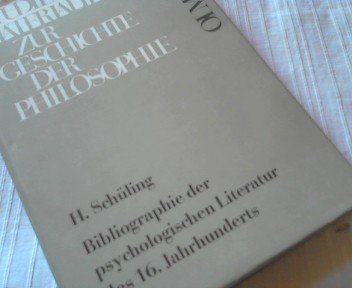 ZUR
GESCHICHTE
DER
PHILOSOPHIE
H. Schüling
Bibliographie der
psychologischen Literatur
des 16. Jahrhunderts